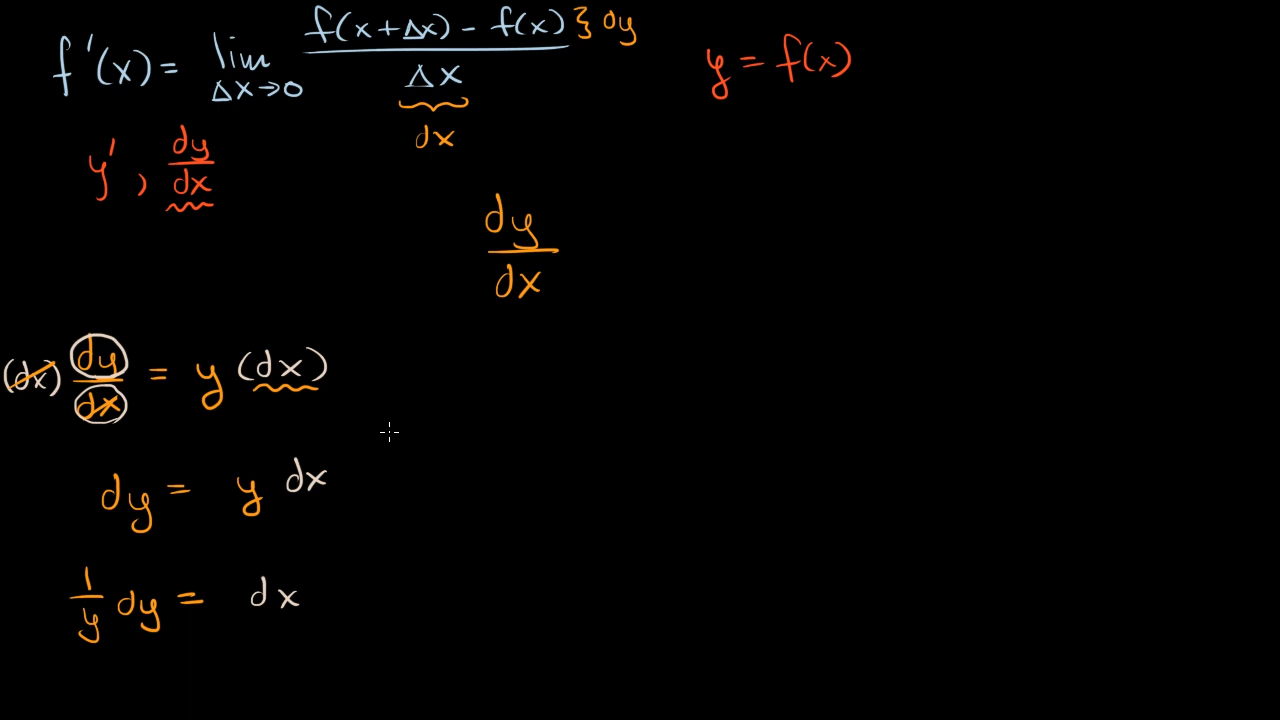 f'(x) = lim Δx→0 f(x+Δx) - f(x) / Δx } dy
dx
y = f(x)
y' , dy/dx
dy/dx
(dx) dy/dx = y (dx)
dy = y dx
1/y dy = dx